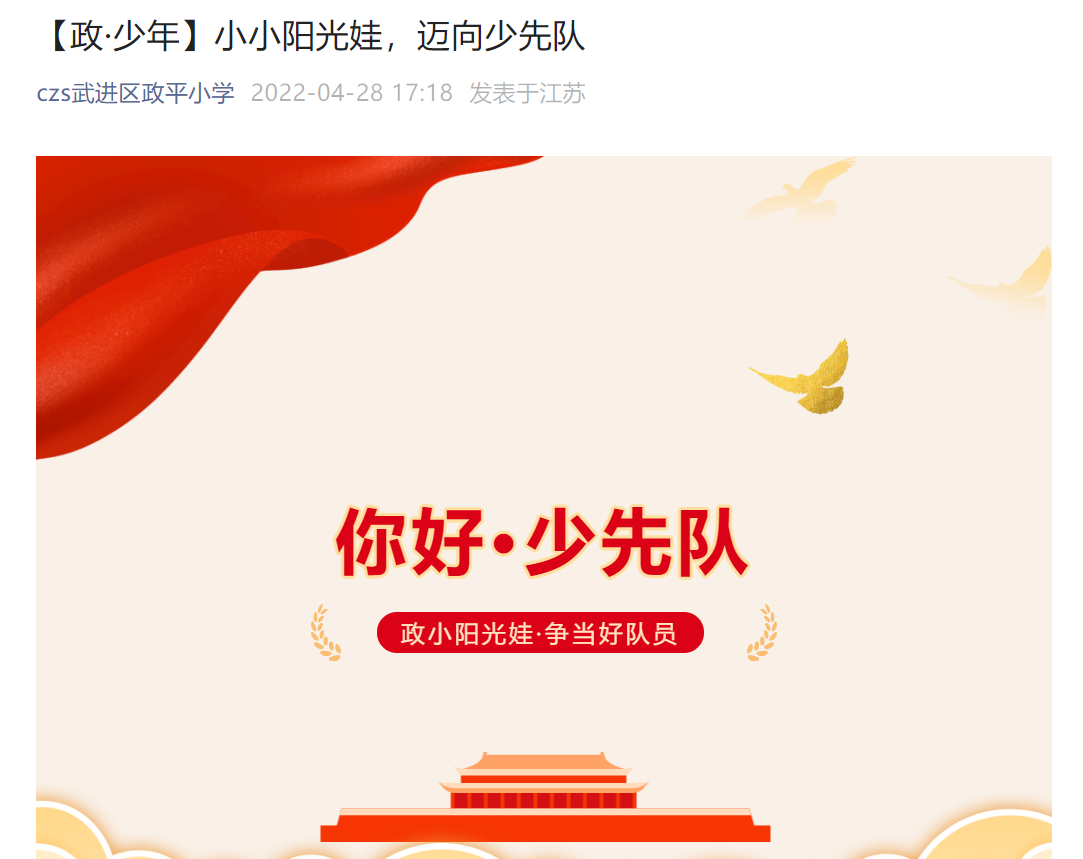 【政·少年】小小阳光娃，迈向少先队
czs武进区政平小学 2022-04-28 17:18 发表于江苏
你好·少先队
政小阳光娃·争当好队员